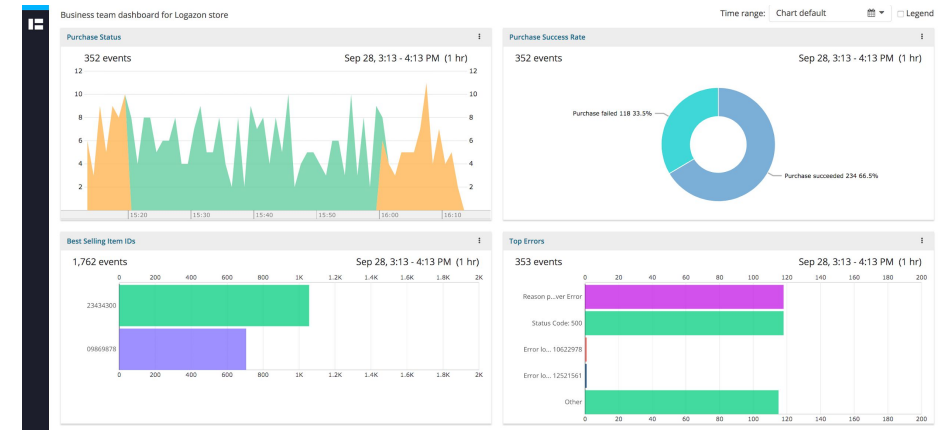 Business team dashboard for Logazon store
Time range: Chart default Legend
Purchase Status
352 events Sep 28, 3:13 - 4:13 PM (1 hr)
12 12
10 10
8 8
6 6
4 4
2 2
15:20 15:30 15:40 15:50 16:00 16:10
Purchase Success Rate
352 events Sep 28, 3:13 - 4:13 PM (1 hr)
Purchase failed 118 33.5%
Purchase succeeded 234 66.5%
Best Selling Item IDs
1,762 events Sep 28, 3:13 - 4:13 PM (1 hr)
0 200 400 600 800 1K 1.2K 1.4K 1.6K 1.8K 2K
23434300
09869878
0 200 400 600 800 1K 1.2K 1.4K 1.6K 1.8K 2K
Top Errors
353 events Sep 28, 3:13 - 4:13 PM (1 hr)
0 20 40 60 80 100 120 140 160 180 200
Reason p...ver Error
Status Code: 500
Error lo... 10622978
Error lo... 12521561
Other
0 20 40 60 80 100 120 140 160 180 200